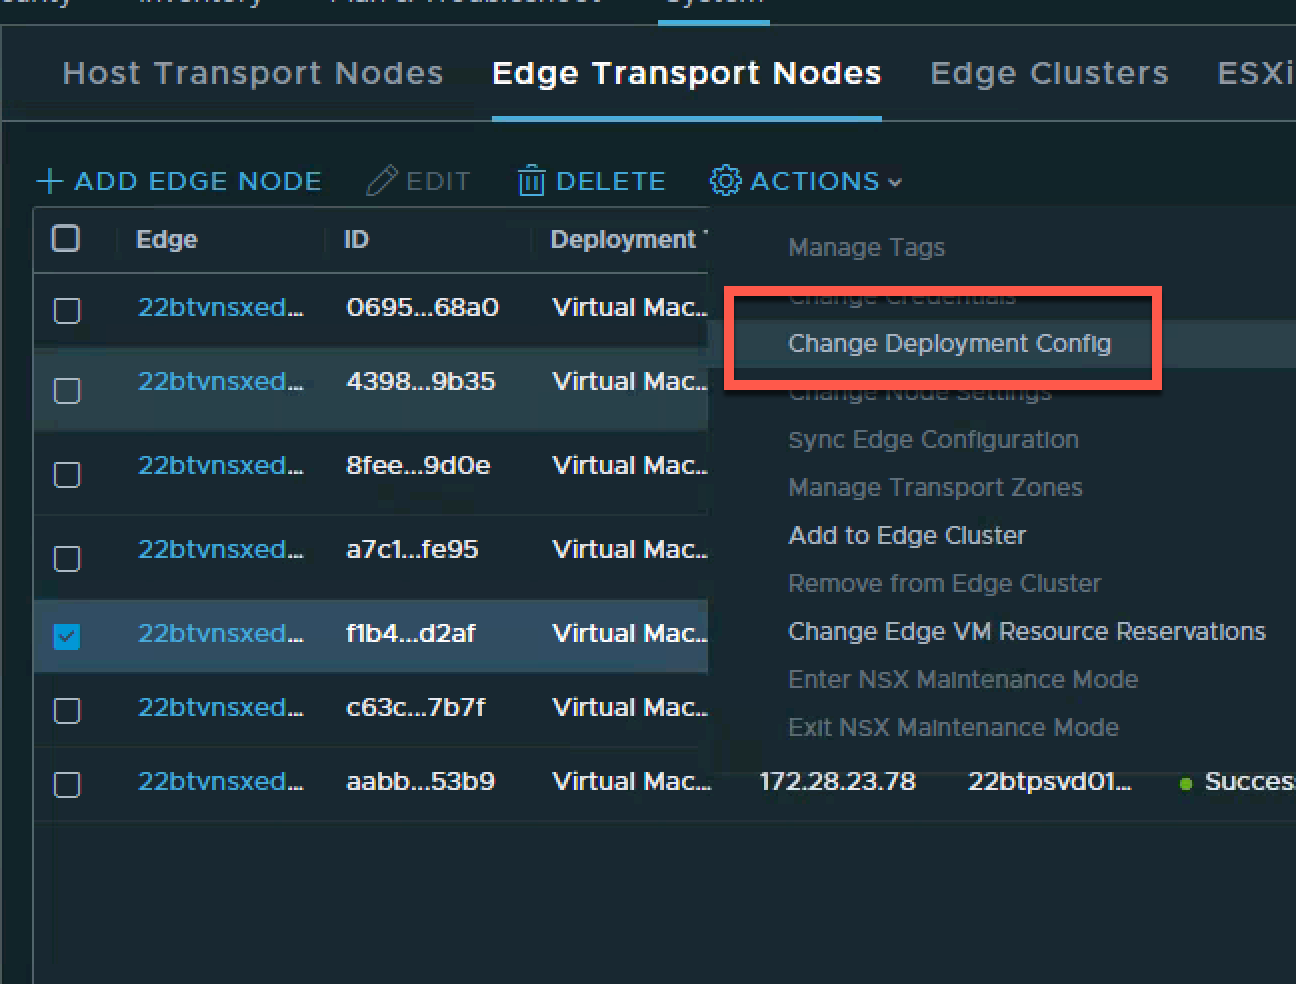 Host Transport Nodes Edge Transport Nodes Edge Clusters ESXi
ADD EDGE NODE EDIT DELETE ACTIONS
Edge ID Deployment
Manage Tags
Change Credentials
22btvnsxed... 0695...68a0 Virtual Mac...
Change Deployment Config
22btvnsxed... 4398...9b35 Virtual Mac...
Change Node Settings
Sync Edge Configuration
22btvnsxed... 8fee...9d0e Virtual Mac...
Manage Transport Zones
Add to Edge Cluster
22btvnsxed... a7c1...fe95 Virtual Mac...
Remove from Edge Cluster
22btvnsxed... f1b4...d2af Virtual Mac...
Change Edge VM Resource Reservations
Enter NSX Maintenance Mode
22btvnsxed... c63c...7b7f Virtual Mac...
Exit NSX Maintenance Mode
22btvnsxed... aabb...53b9 Virtual Mac... 172.28.23.78 22btpsvd01... Succes